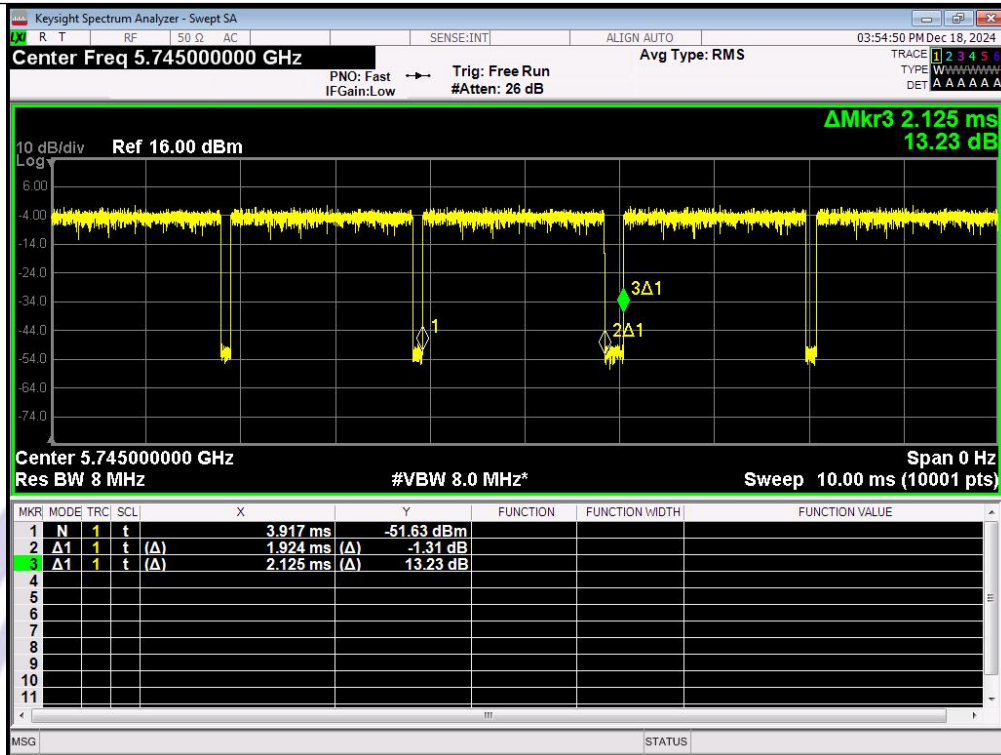 Keysight Spectrum Analyzer - Swept SA
LXI R T RF 50 Ω AC SENSE:INT ALIGN AUTO 03:54:50 PM Dec 18, 2024
Center Freq 5.745000000 GHz Avg Type: RMS TRACE 1 2 3 4 5 6
PNO: Fast Trig: Free Run TYPE WWWWWW
IFGain:Low #Atten: 26 dB DET A A A A A A
ΔMkr3 2.125 ms
10 dB/div Ref 16.00 dBm 13.23 dB
Log
6.00
-4.00
-14.0
-24.0
3Δ1
-34.0
1
2Δ1
-44.0
-54.0
-64.0
-74.0
Center 5.745000000 GHz Span 0 Hz
Res BW 8 MHz #VBW 8.0 MHz* Sweep 10.00 ms (10001 pts)
MKR MODE TRC SCL X Y FUNCTION FUNCTION WIDTH FUNCTION VALUE
1 N 1 t 3.917 ms -51.63 dBm
2 Δ1 1 t (Δ) 1.924 ms (Δ) -1.31 dB
3 Δ1 1 t (Δ) 2.125 ms (Δ) 13.23 dB
4
5
6
7
8
9
10
11
MSG STATUS